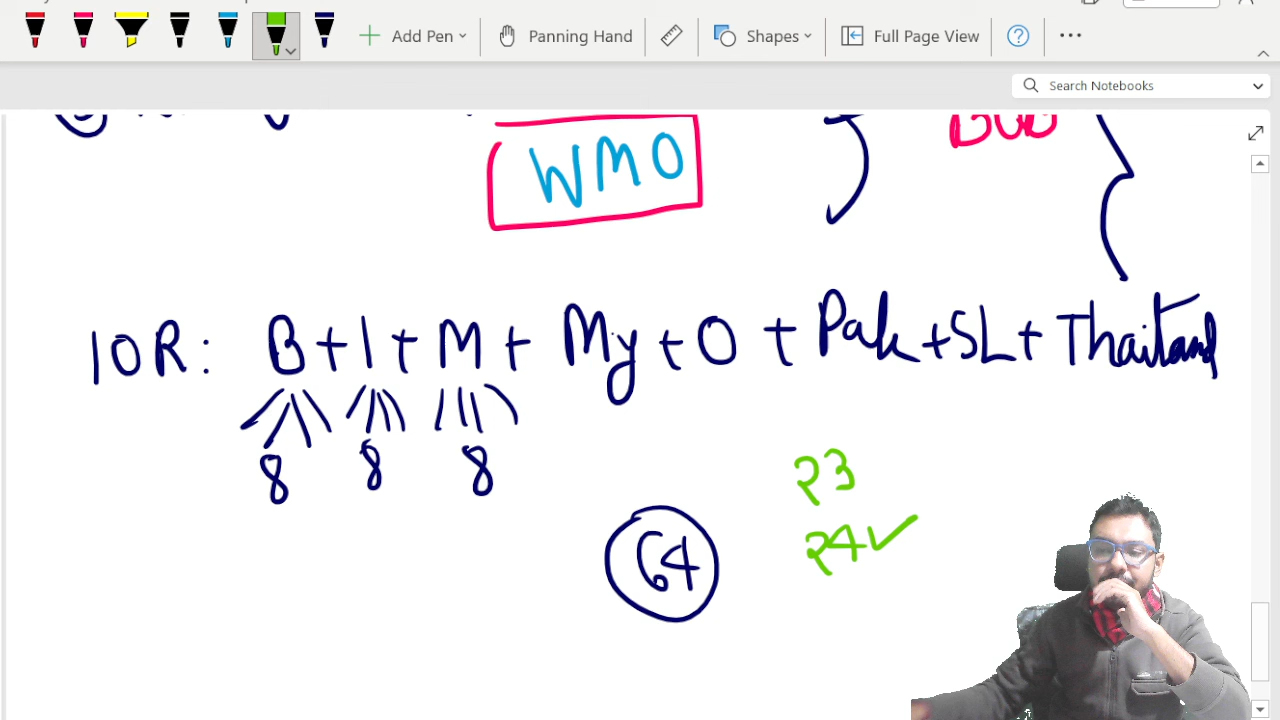 Add Pen Panning Hand Shapes Full Page View
Search Notebooks
BOB
WMO
IOR: B+I+M+My+O+Pak+SL+Thailand
8 8 8
23
64 24✓